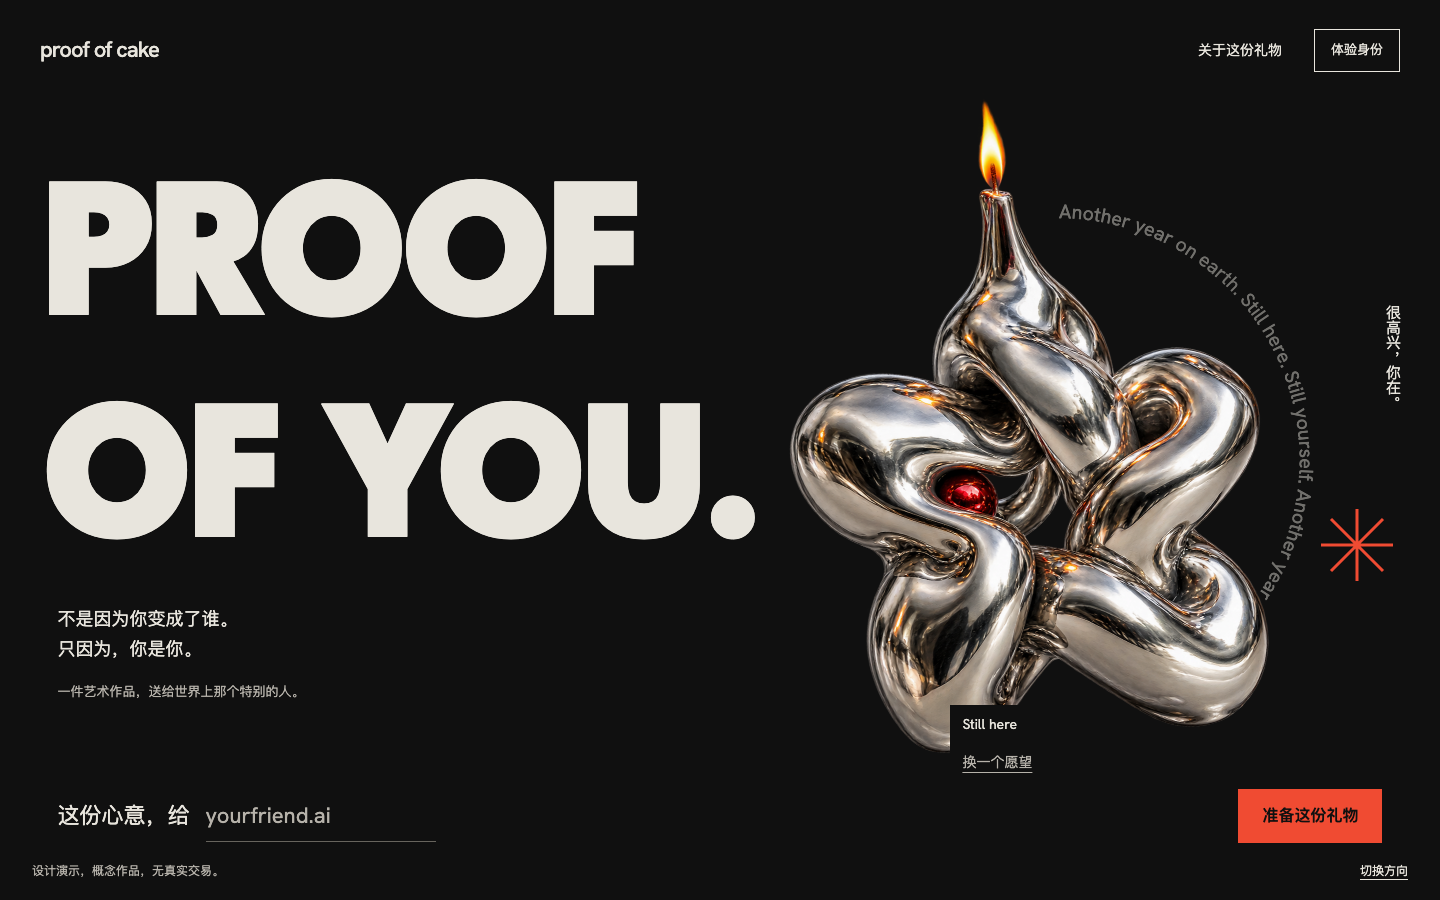 proof of cake
关于这份礼物
体验身份
PROOF
OF YOU.
Another year on earth. Still here. Still yourself. Another year
很高兴，你在。
不是因为你变成了谁。
只因为，你是你。
一件艺术作品，送给世界上那个特别的人。
Still here
换一个愿望
这份心意，给 yourfriend.ai
准备这份礼物
设计演示，概念作品，无真实交易。
切换方向